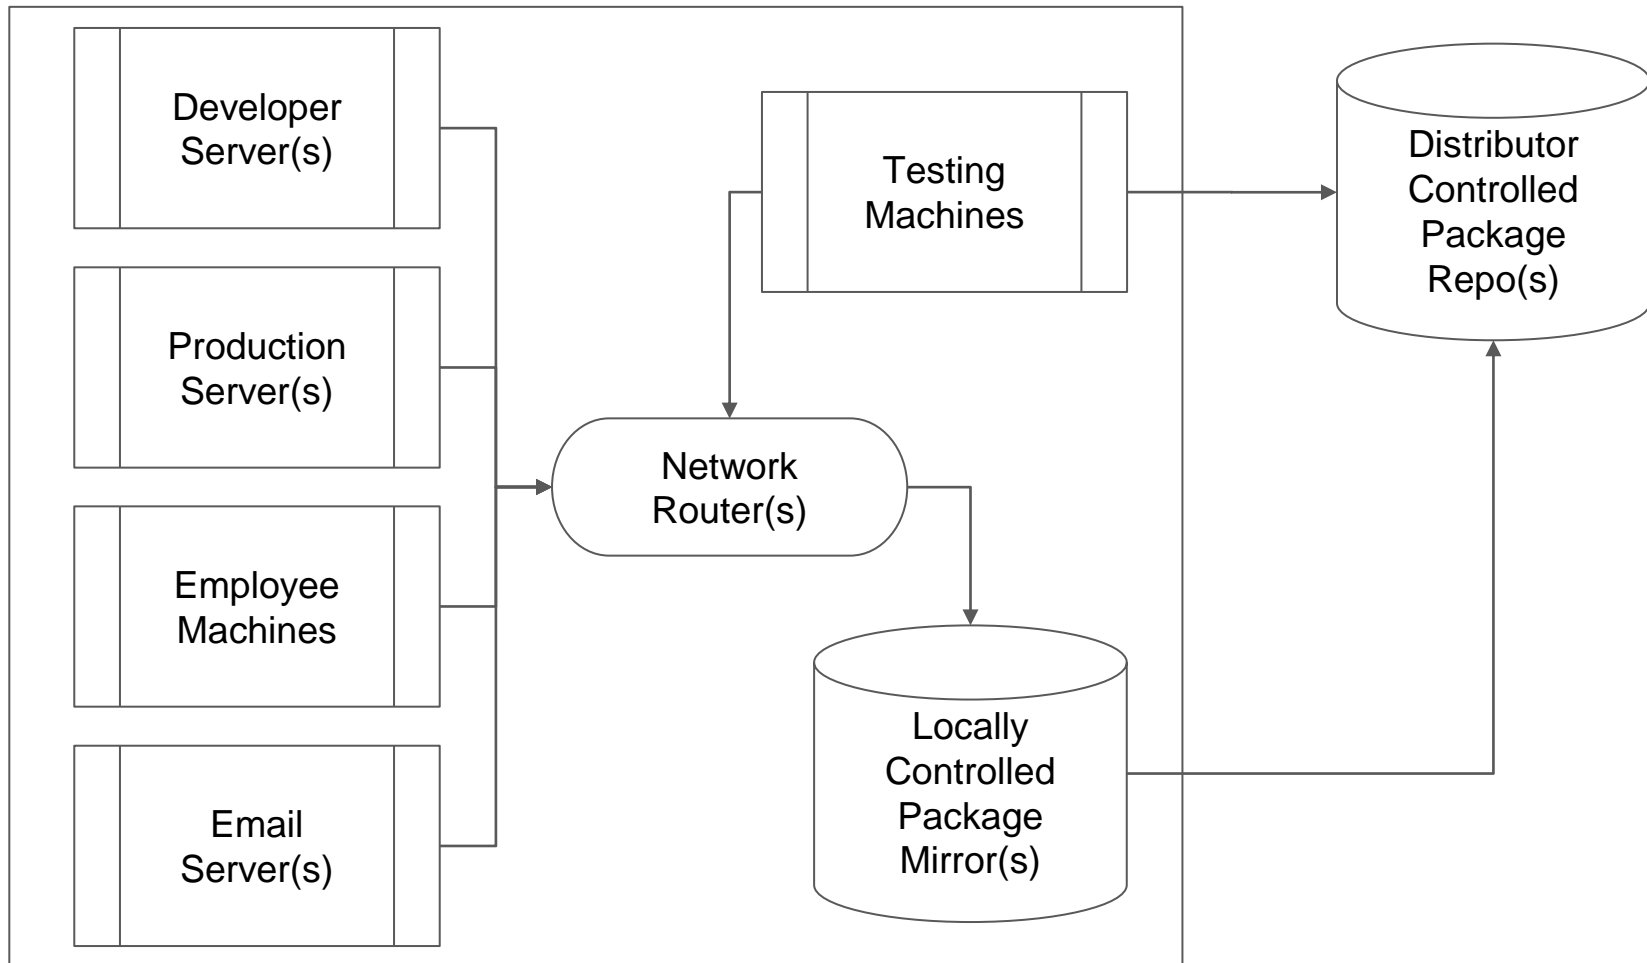 Developer
Server(s)
Production
Server(s)
Employee
Machines
Email
Server(s)
Testing
Machines
Network
Router(s)
Locally
Controlled
Package
Mirror(s)
Distributor
Controlled
Package
Repo(s)